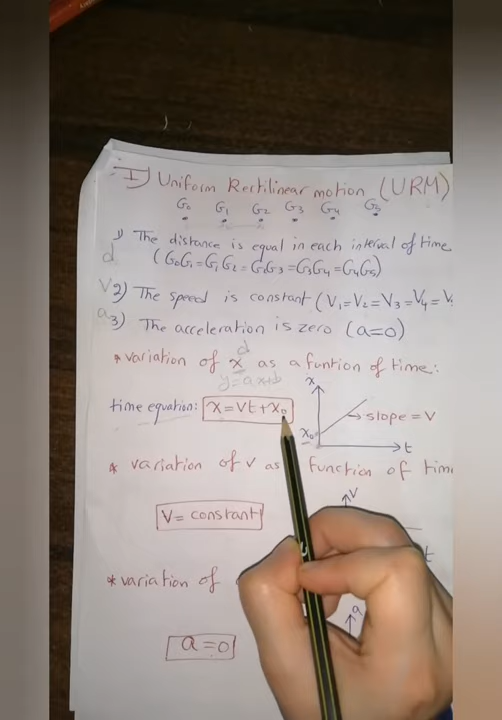 I) Uniform Rectilinear motion (URM)
G₀ G₁ G₂ G₃ G₄ G₅
1) The distance is equal in each interval of time
d
(G₀G₁=G₁G₂=G₂G₃=G₃G₄=G₄G₅)
V 2) The speed is constant (V₁=V₂=V₃=V₄=V
a 3) The acceleration is zero (a=0)
d
* variation of x as a funtion of time:
y=ax+b
time equation: x=Vt+x₀
x
x₀
slope = V
t
* variation of v as function of time
V
V= constant
t
* variation of
a
a=0